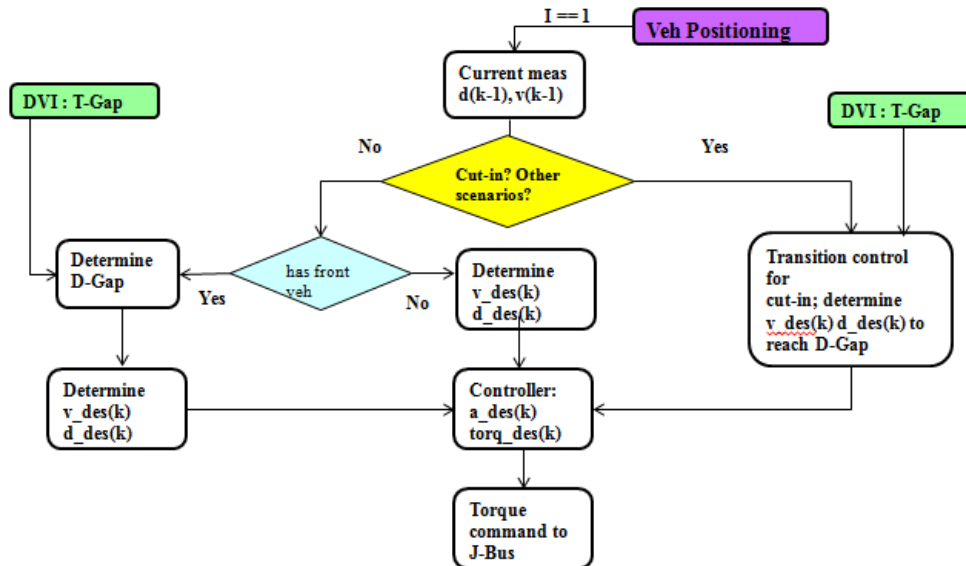 I == 1
Veh Positioning
Current meas
d(k-1), v(k-1)
DVI : T-Gap
DVI : T-Gap
No
Yes
Cut-in? Other
scenarios?
Determine
D-Gap
has front
veh
Yes
No
Determine
v_des(k)
d_des(k)
Transition control
for
cut-in; determine
v_des(k) d_des(k) to
reach D-Gap
Determine
v_des(k)
d_des(k)
Controller:
a_des(k)
torq_des(k)
Torque
command to
J-Bus